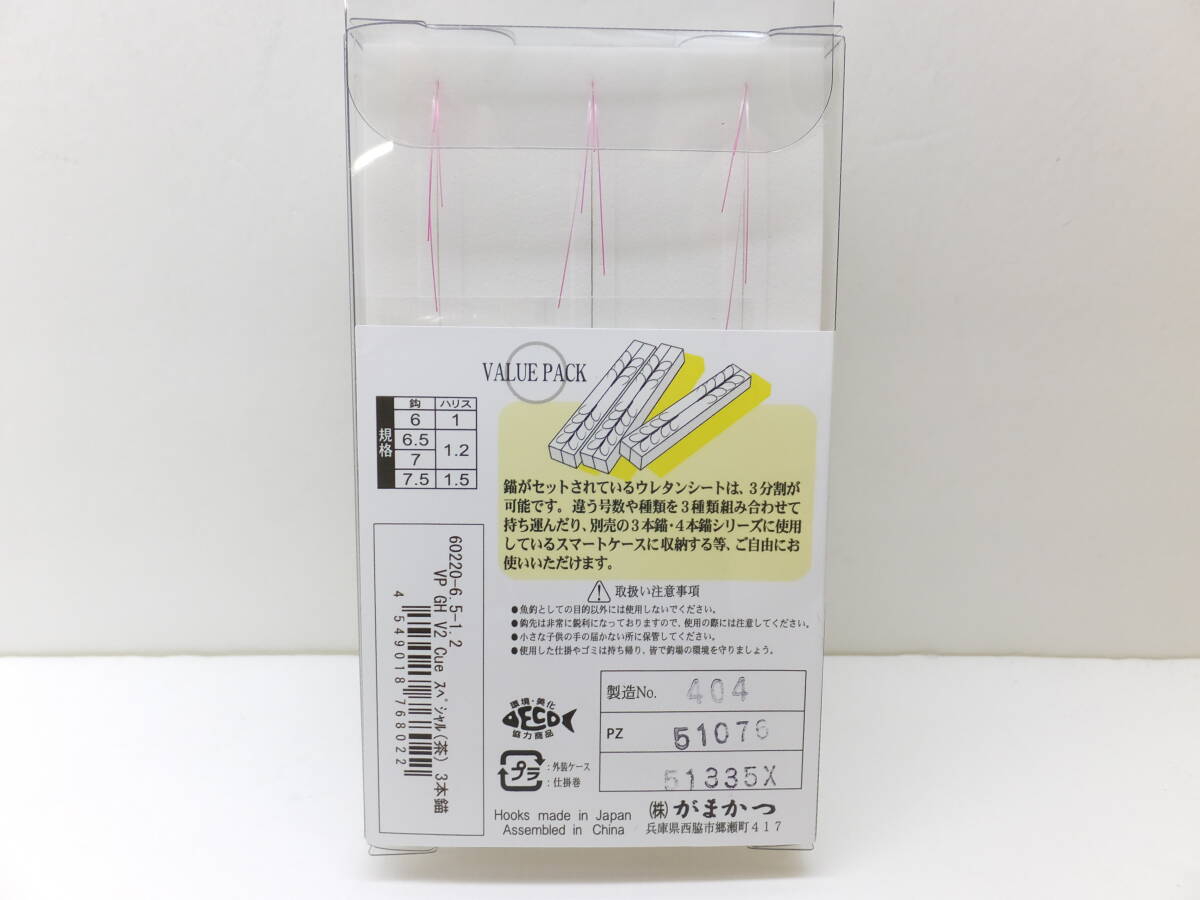 VALUE PACK
規格
鈎 ハリス
6 1
6.5 1.2
7
7.5 1.5
錨がセットされているウレタンシートは、3分割が
可能です。違う号数や種類を3種類組み合わせて
持ち運んだり、別売の3本錨・4本錨シリーズに使用
しているスマートケースに収納する等、ご自由にお
使いいただけます。
取扱い注意事項
●魚釣としての目的以外には使用しないでください。
●鈎先は非常に鋭利になっておりますので、使用の際には注意してください。
●小さな子供の手の届かない所に保管してください。
●使用した仕掛やゴミは持ち帰り、皆で釣場の環境を守りましょう。
60220-6.5-1.2
VP GH V2 Cue スペシャル(茶) 3本錨
4 549018 768022
環境・美化
ECO
協力商品
プラ
:外装ケース
:仕掛巻
製造No. 404
PZ 51076
51335X
Hooks made in Japan
Assembled in China
(株)がまかつ
兵庫県西脇市郷瀬町417